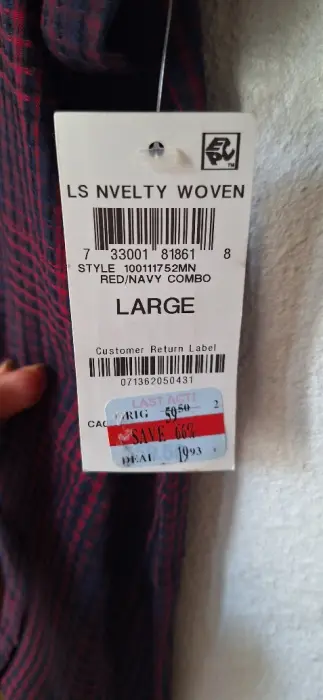 LS NVELTY WOVEN
7 33001 81861 8
STYLE 100111752MN
RED/NAVY COMBO
LARGE
Customer Return Label
071362050431
LAST ACT!
ORIG 59.50 2
SAVE 66%
DEAL 19.93